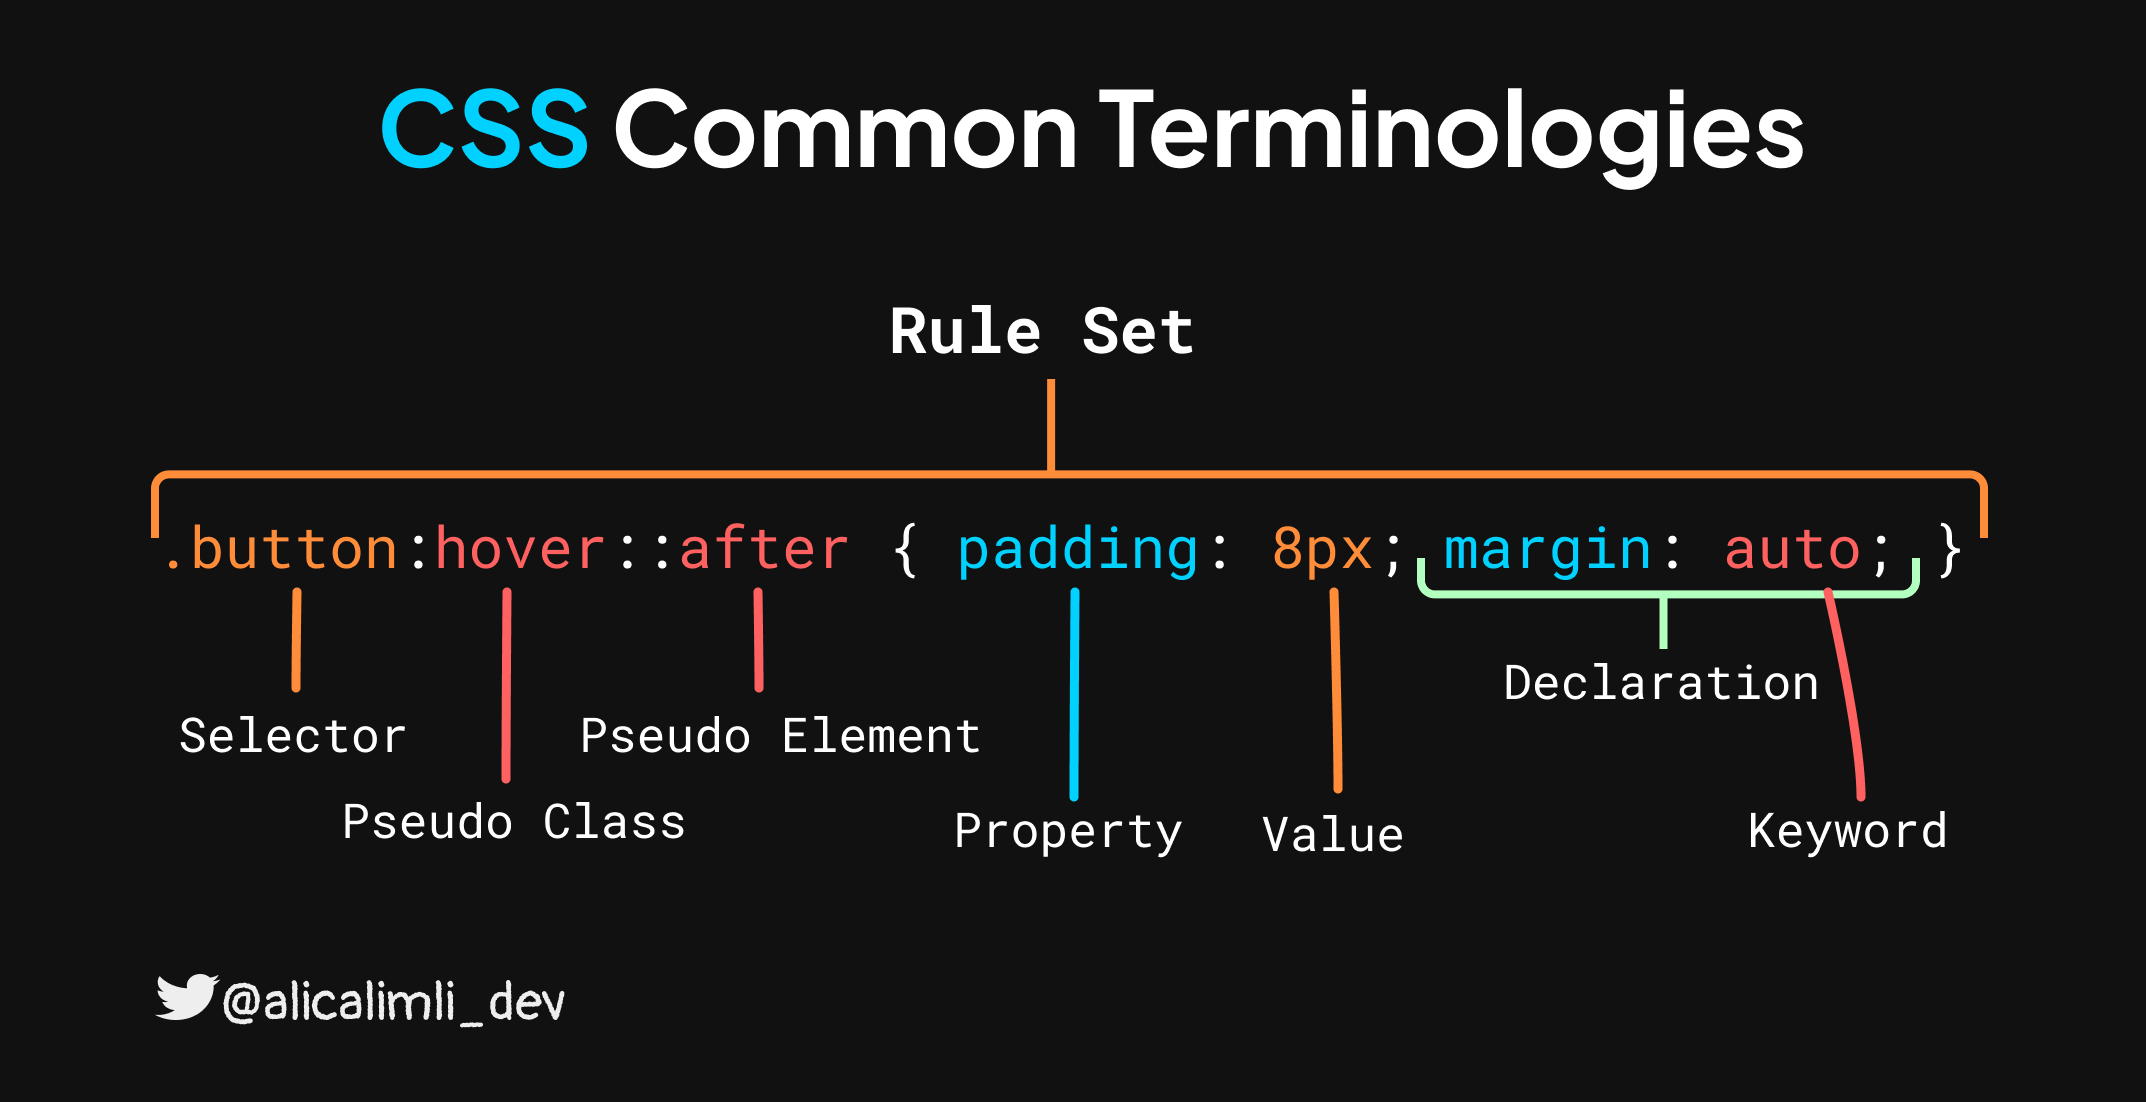 CSS Common Terminologies
Rule Set
.button:hover::after { padding: 8px; margin: auto; }
Declaration
Selector
Pseudo Element
Pseudo Class
Property
Value
Keyword
@alicalimli_dev